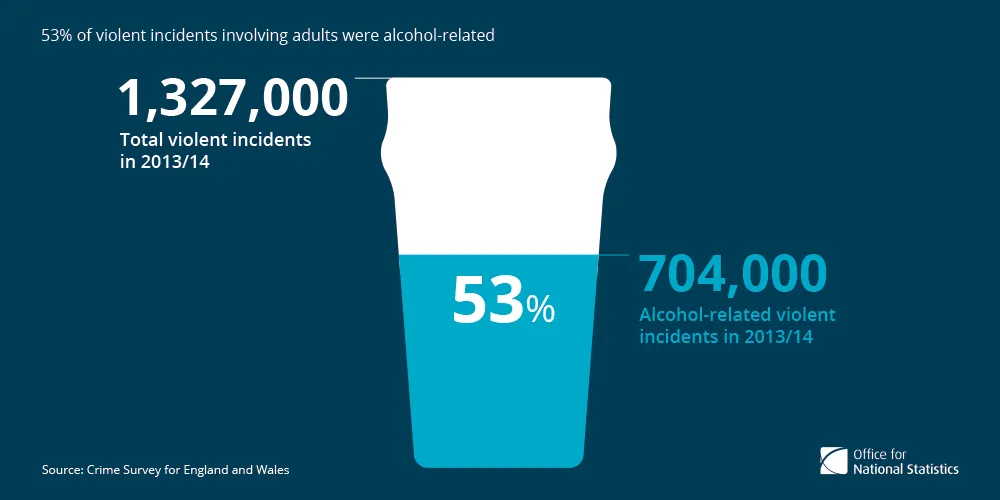 53% of violent incidents involving adults were alcohol-related
1,327,000
Total violent incidents
in 2013/14
53%
704,000
Alcohol-related violent
incidents in 2013/14
Source: Crime Survey for England and Wales
Office for
National Statistics